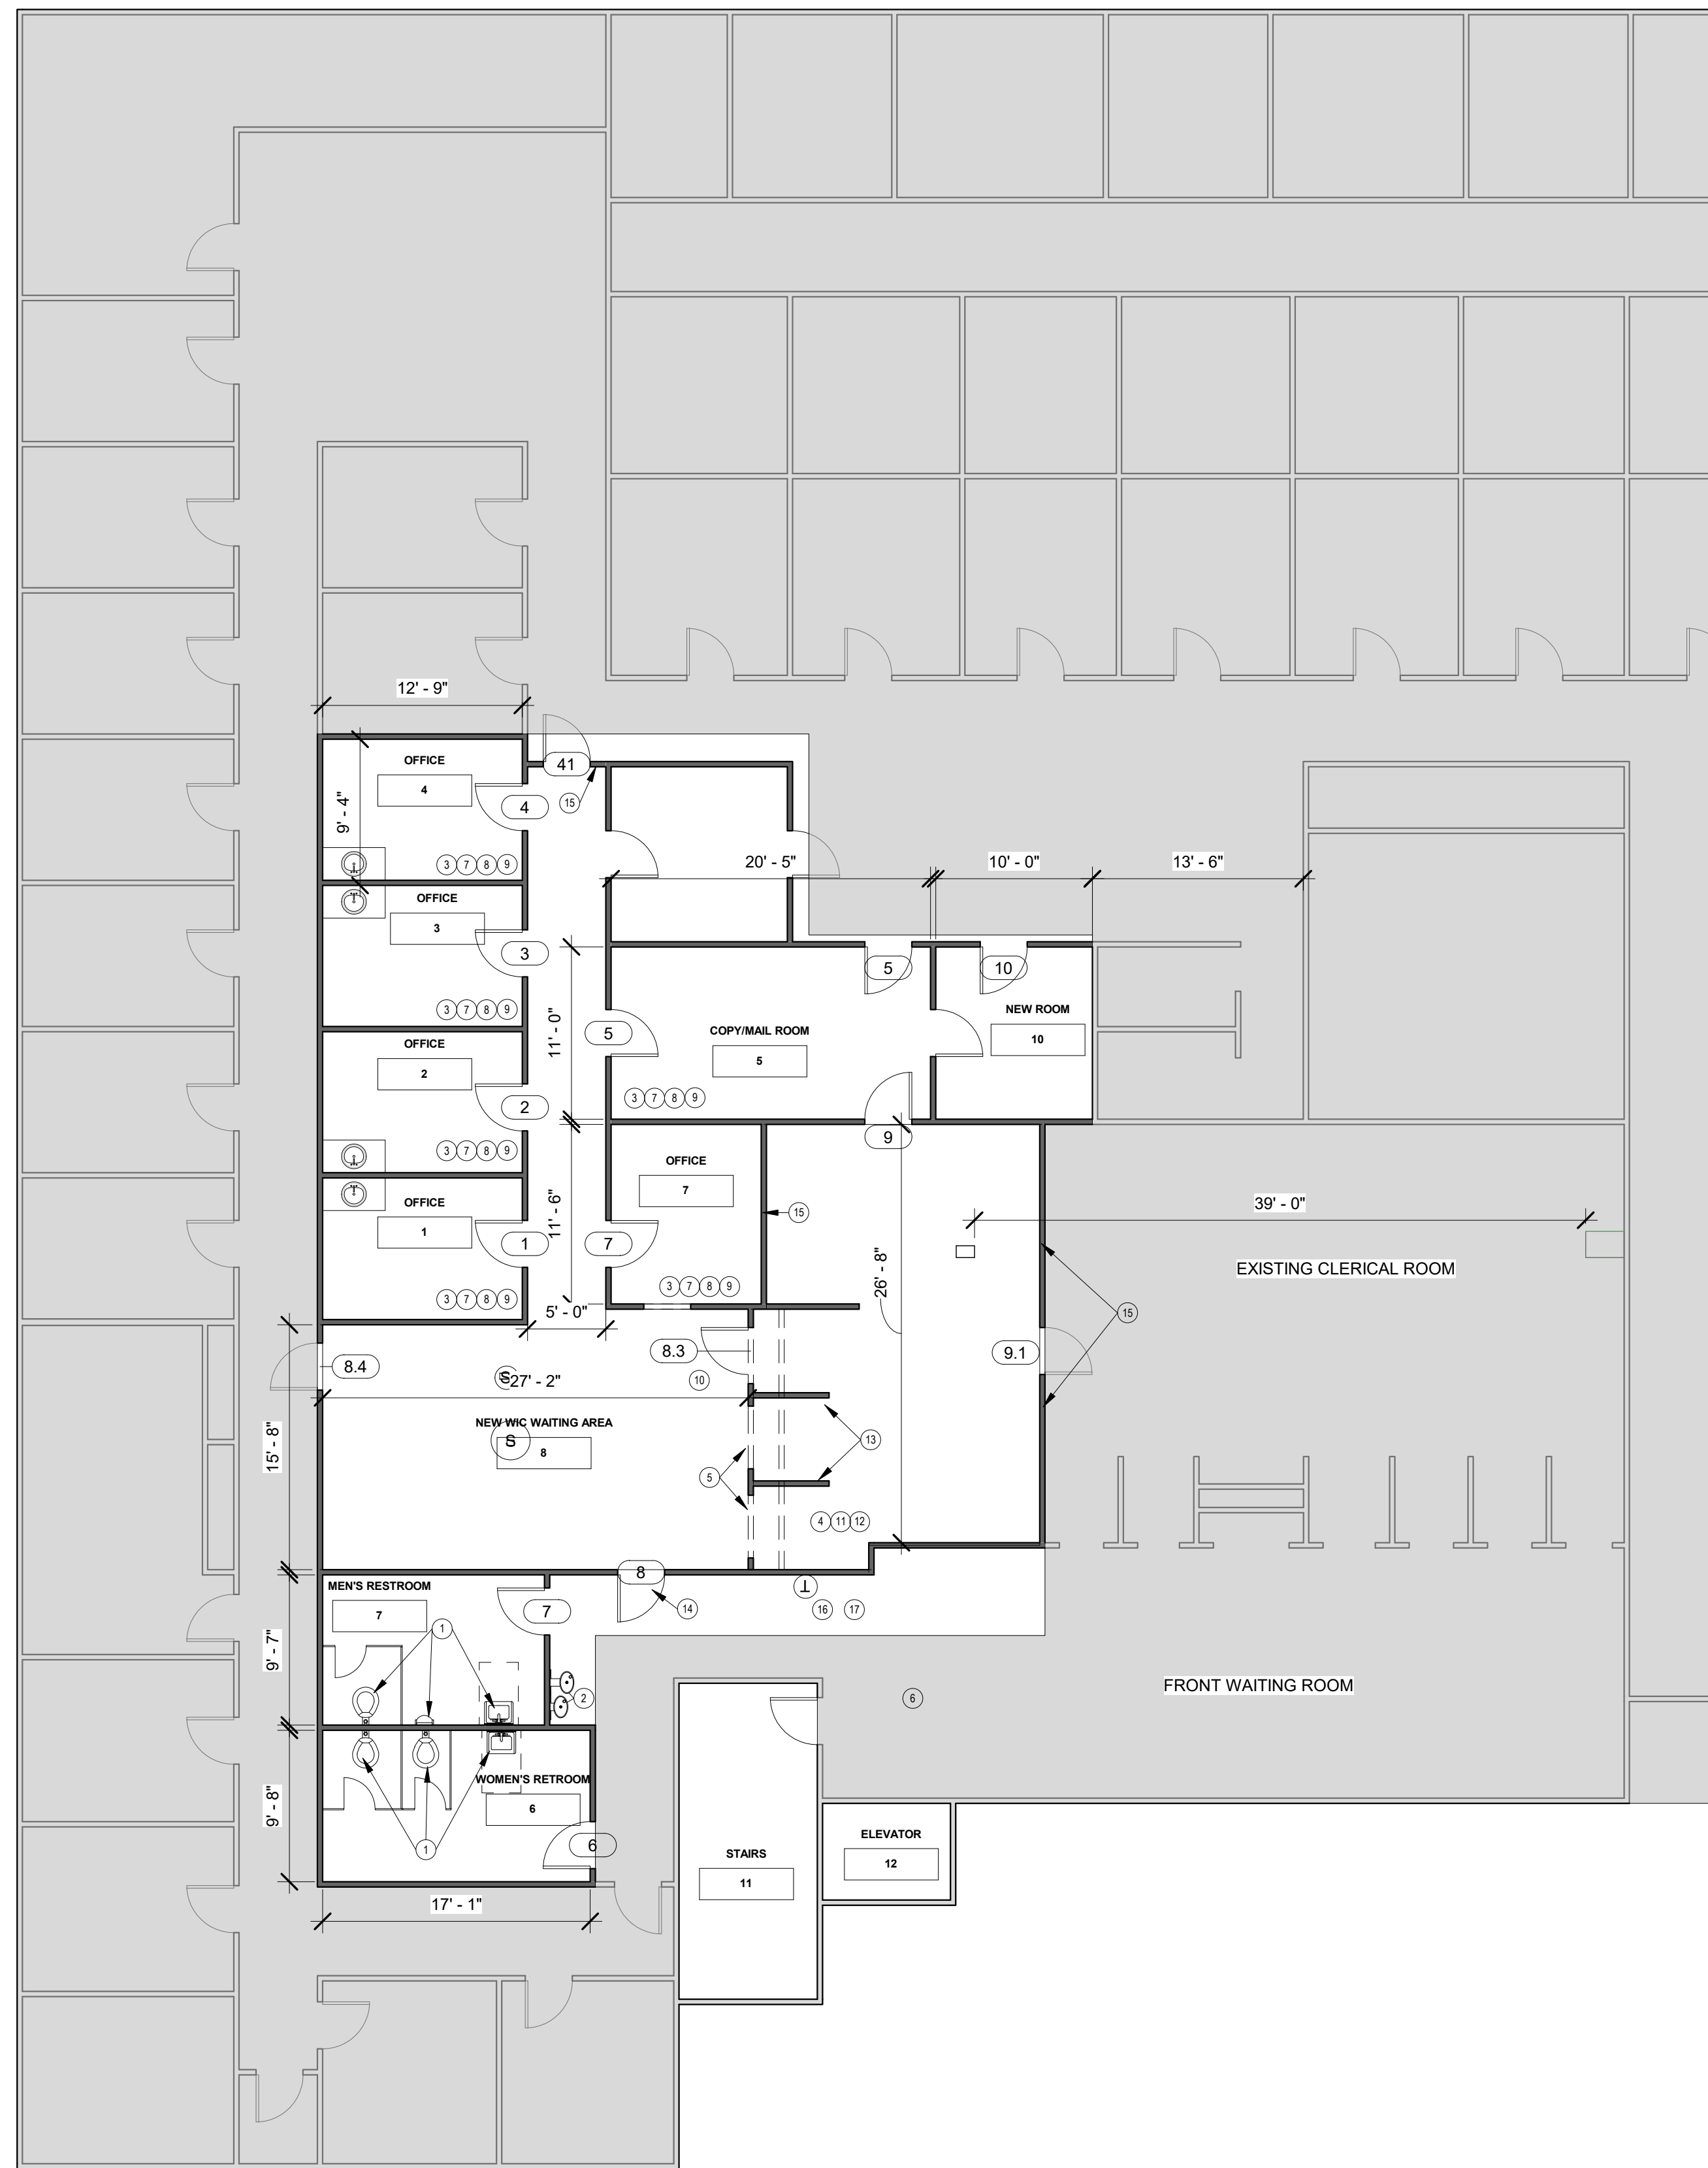 12' - 9"
41
OFFICE
4
4
15
9' - 4"
3 7 8 9
20' - 5"
10' - 0"
13' - 6"
OFFICE
3
3
3 7 8 9
5
10
11' - 0"
5
COPY/MAIL ROOM
5
NEW ROOM
10
OFFICE
2
2
3 7 8 9
3 7 8 9
9
OFFICE
7
15
39' - 0"
OFFICE
1
1
11' - 6"
7
26' - 8"
EXISTING CLERICAL ROOM
3 7 8 9
3 7 8 9
5' - 0"
15
8.4
8.3
9.1
S
27' - 2"
10
15' - 8"
NEW WIC WAITING AREA
S
8
13
5
4 11 12
8
MEN'S RESTROOM
7
7
14
16
17
1
9' - 7"
FRONT WAITING ROOM
2
6
WOMEN'S RETROOM
6
9' - 8"
1
6
STAIRS
11
ELEVATOR
12
17' - 1"